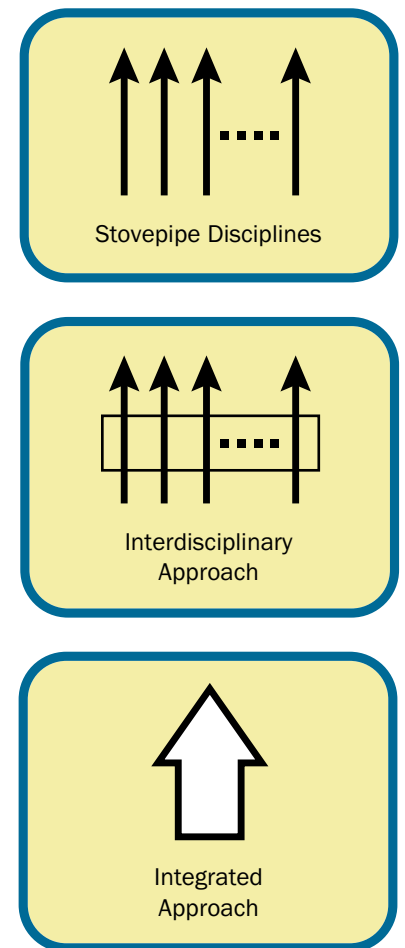 Stovepipe Disciplines
Interdisciplinary
Approach
Integrated
Approach